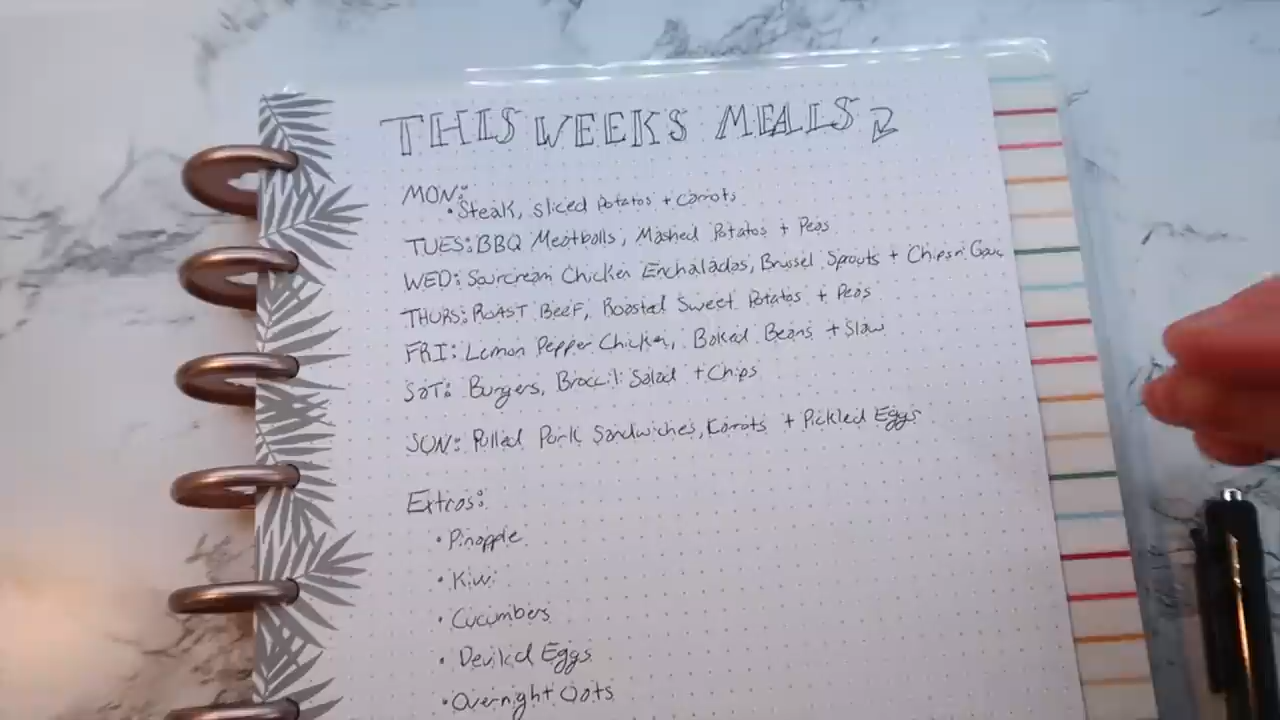 THIS WEEKS MEALS
MON:
• Steak, Sliced Potatos + Carrots
TUES: BBQ Meatballs, Mashed Potatos + Peas
WED: Sourcream Chicken Enchaladas, Brussel Sprouts + Chips n Guac
THURS: ROAST BEEF, Roasted Sweet Potatos + Peas
FRI: Lemon Pepper Chicken, Baked Beans + Slaw
SAT: Burgers, Broccili Salad + Chips
SUN: Pulled Pork Sandwiches, Karrots + Pickled Eggs
Extras:
• Pinapple
• Kiwi
• Cucumbers
• Deviled Eggs
• Overnight Oats